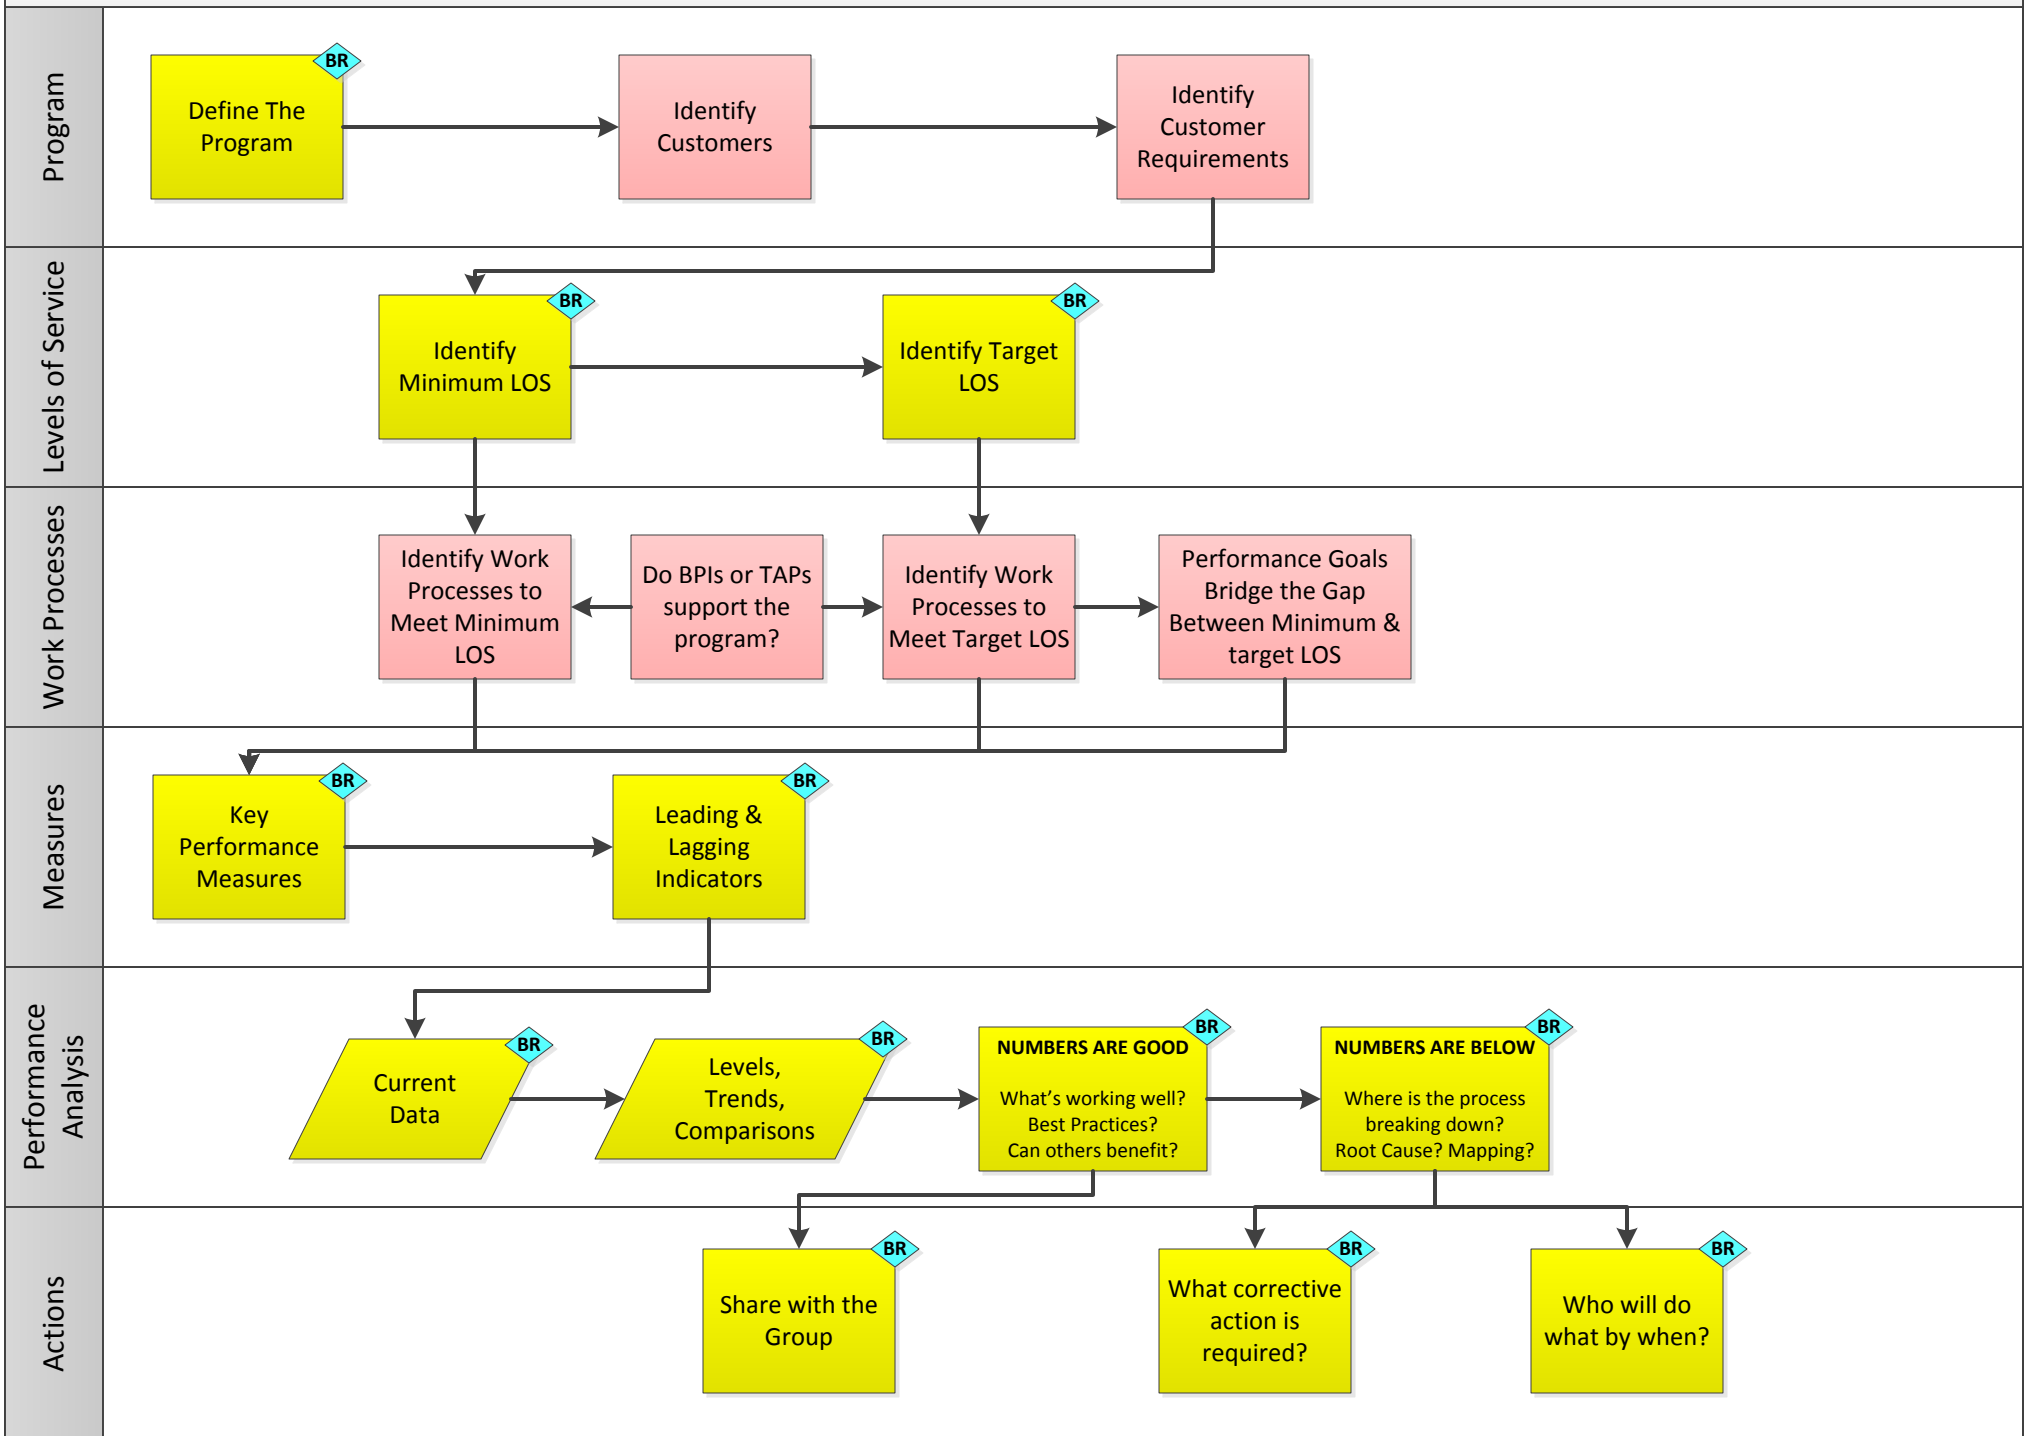 Program
BR
Define The
Program
Identify
Customers
Identify
Customer
Requirements
Levels of Service
BR
Identify
Minimum LOS
BR
Identify Target
LOS
Work Processes
Identify Work
Processes to
Meet Minimum
LOS
Do BPIs or TAPs
support the
program?
Identify Work
Processes to
Meet Target LOS
Performance Goals
Bridge the Gap
Between Minimum &
target LOS
Measures
BR
Key
Performance
Measures
BR
Leading &
Lagging
Indicators
Performance
Analysis
BR
Current
Data
BR
Levels,
Trends,
Comparisons
BR
NUMBERS ARE GOOD
What’s working well?
Best Practices?
Can others benefit?
BR
NUMBERS ARE BELOW
Where is the process
breaking down?
Root Cause? Mapping?
Actions
BR
Share with the
Group
BR
What corrective
action is
required?
BR
Who will do
what by when?